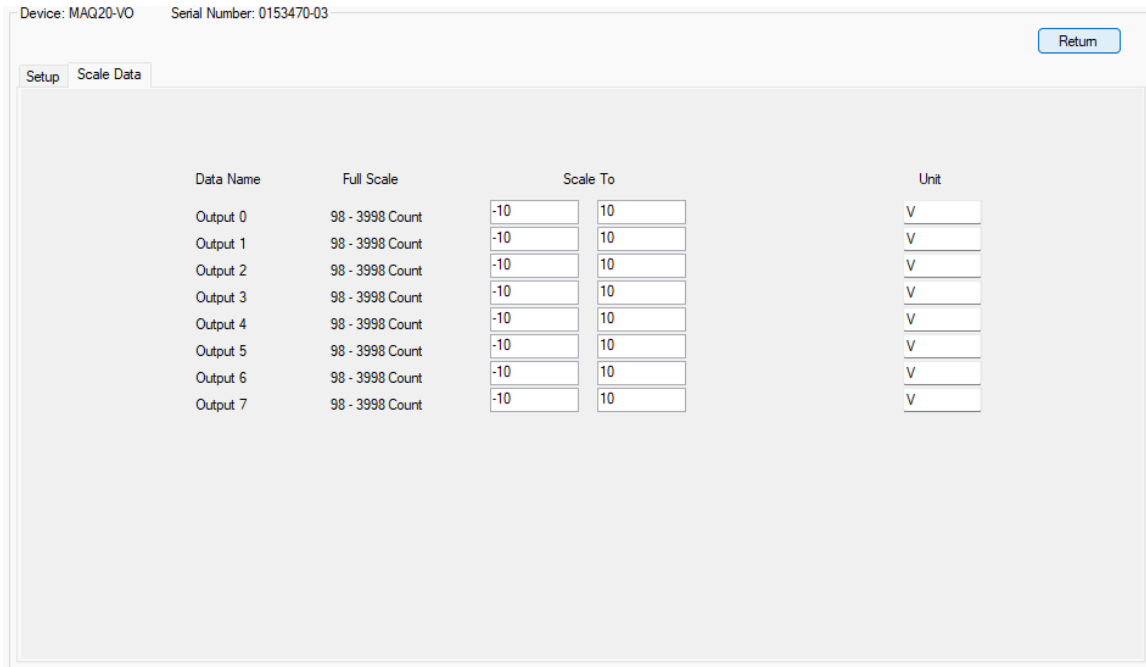 Device: MAQ20-VO Serial Number: 0153470-03
Return
Setup Scale Data
Data Name Full Scale Scale To Unit
Output 0 98 - 3998 Count -10 10 V
Output 1 98 - 3998 Count -10 10 V
Output 2 98 - 3998 Count -10 10 V
Output 3 98 - 3998 Count -10 10 V
Output 4 98 - 3998 Count -10 10 V
Output 5 98 - 3998 Count -10 10 V
Output 6 98 - 3998 Count -10 10 V
Output 7 98 - 3998 Count -10 10 V